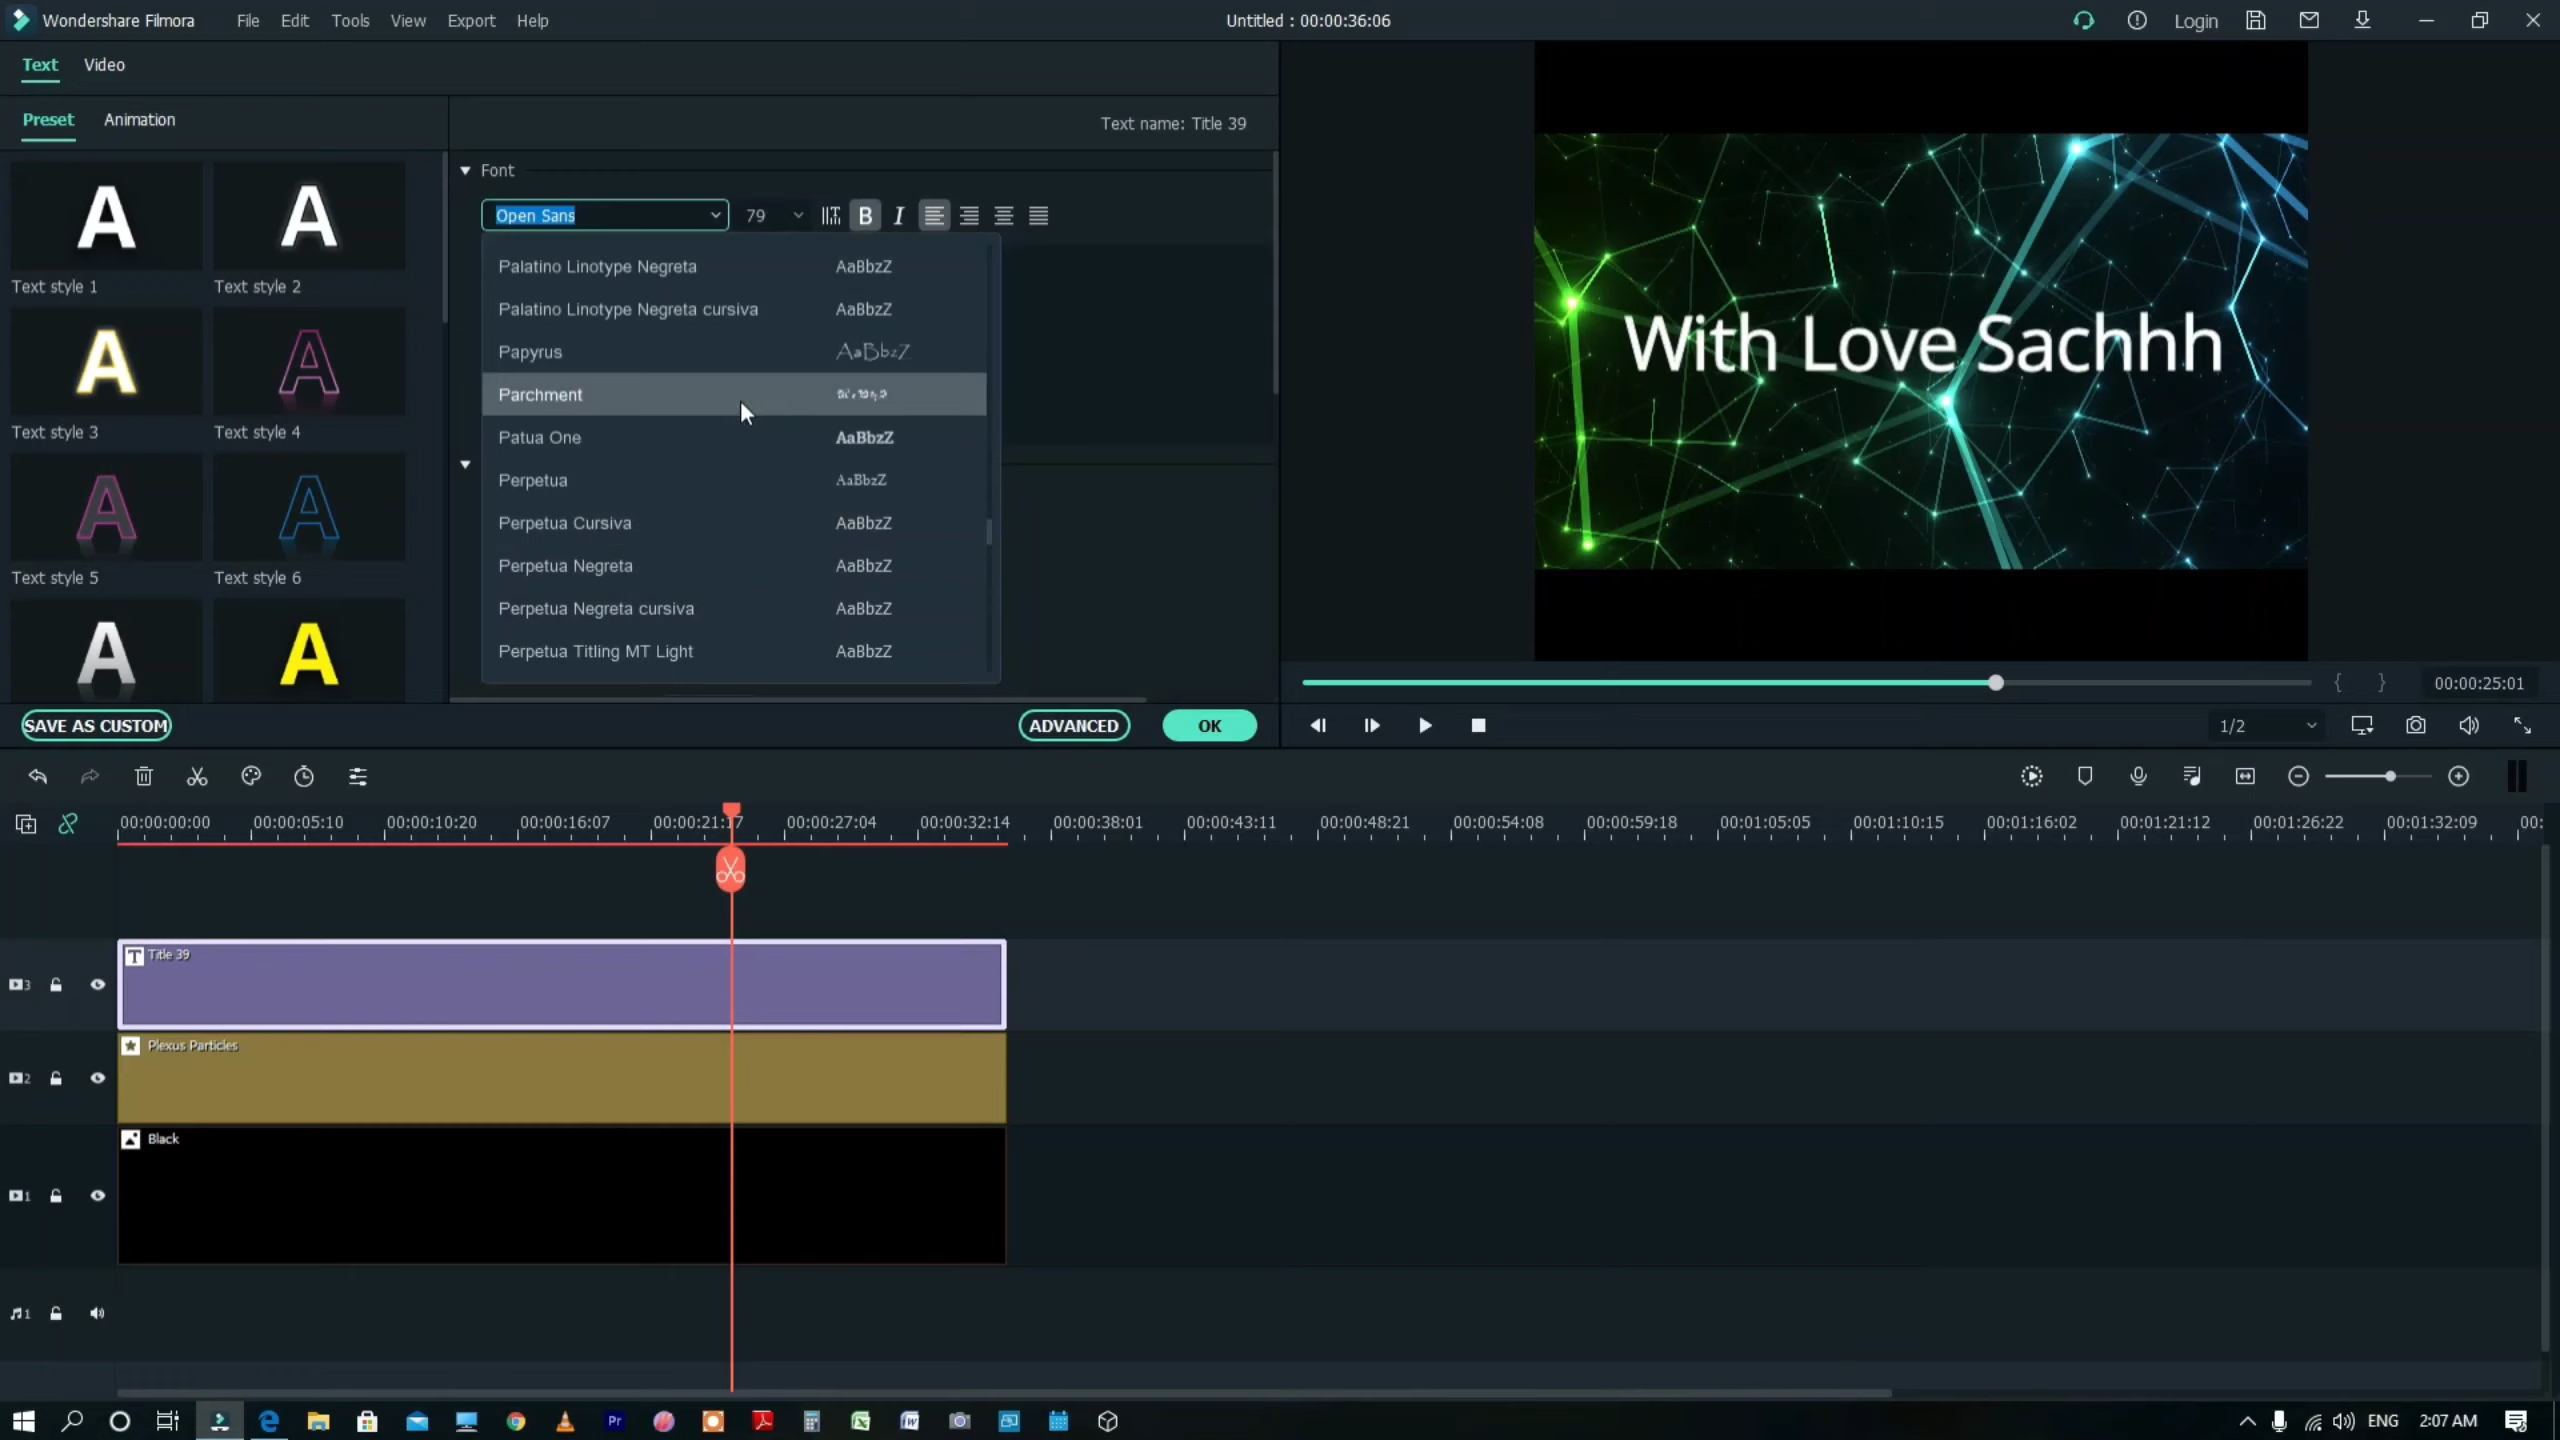 Wondershare Filmora File Edit Tools View Export Help Untitled : 00:00:36:06 Login
Text Video
Preset Animation
Text name: Title 39
A A
Text style 1 Text style 2
A A
Text style 3 Text style 4
A A
Text style 5 Text style 6
A A
Font
Open Sans 79 B I
Palatino Linotype Negreta AaBbzZ
Palatino Linotype Negreta cursiva AaBbzZ
Papyrus AaBbzZ
Parchment
Patua One AaBbzZ
Perpetua AaBbzZ
Perpetua Cursiva AaBbzZ
Perpetua Negreta AaBbzZ
Perpetua Negreta cursiva AaBbzZ
Perpetua Titling MT Light AaBbzZ
With Love Sachhh
{ } 00:00:25:01
SAVE AS CUSTOM ADVANCED OK
1/2
00:00:00:00 00:00:05:10 00:00:10:20 00:00:16:07 00:00:21:17 00:00:27:04 00:00:32:14 00:00:38:01 00:00:43:11 00:00:48:21 00:00:54:08 00:00:59:18 00:01:05:05 00:01:10:15 00:01:16:02 00:01:21:12 00:01:26:22 00:01:32:09 00:
T Title 39
3
Plexus Particles
2
Black
1
1
Pr
ENG 2:07 AM